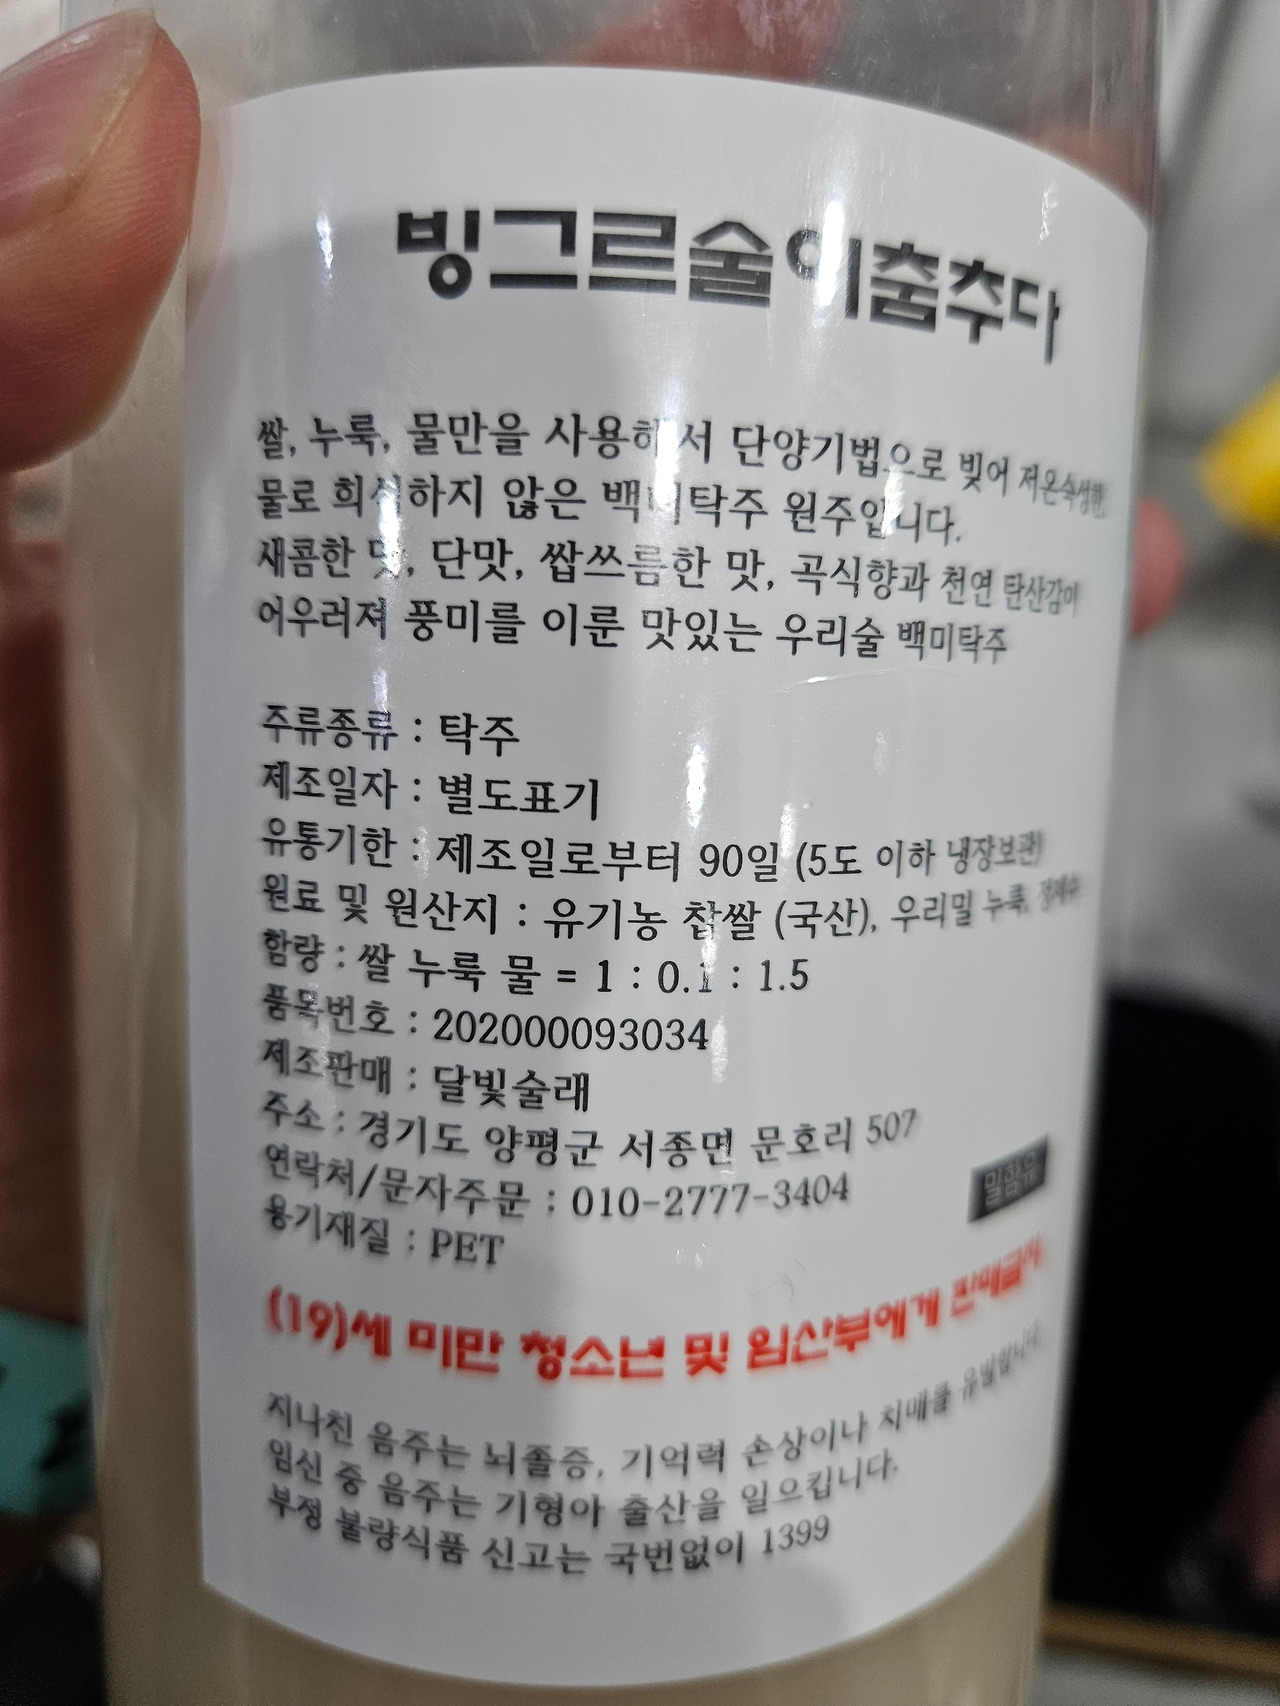 빙그르술이춤추다
쌀, 누룩, 물만을 사용해서 단양기법으로 빚어 저온숙성한,
물로 희석하지 않은 백미탁주 원주입니다.
새콤한 맛, 단맛, 쌉쓰름한 맛, 곡식향과 천연 탄산감이
어우러져 풍미를 이룬 맛있는 우리술 백미탁주
주류종류 : 탁주
제조일자 : 별도표기
유통기한 : 제조일로부터 90일 (5도 이하 냉장보관)
원료 및 원산지 : 유기농 찹쌀 (국산), 우리밀 누룩, 정제수
함량 : 쌀 누룩 물 = 1 : 0.1 : 1.5
품목번호 : 202000093034
제조판매 : 달빛술래
주소 : 경기도 양평군 서종면 문호리 507
연락처/문자주문 : 010-2777-3404
밀함유
용기재질 : PET
(19)세 미만 청소년 및 임산부에게 판매금지
지나친 음주는 뇌졸증, 기억력 손상이나 치매를 유발합니다.
임신 중 음주는 기형아 출산을 일으킵니다.
부정 불량식품 신고는 국번없이 1399